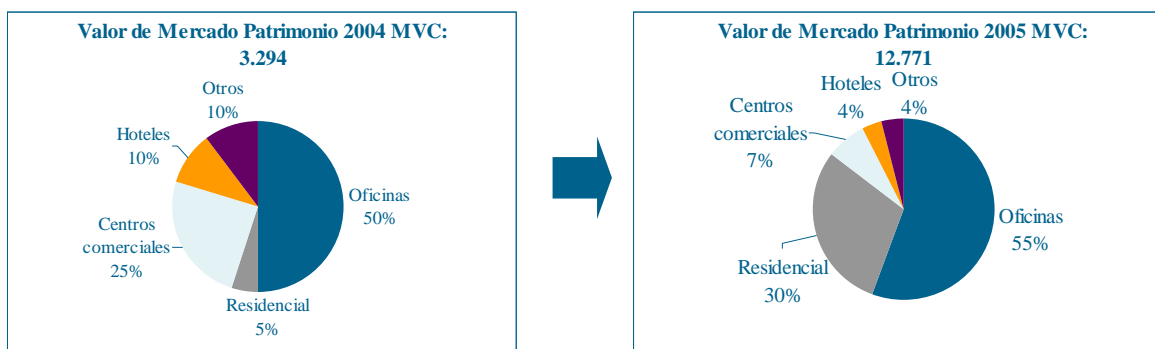 Valor de Mercado Patrimonio 2004 MVC:
3.294
Otros
10%
Hoteles
10%
Oficinas
50%
Centros
comerciales
25%
Residencial
5%
Valor de Mercado Patrimonio 2005 MVC:
12.771
Hoteles
4%
Otros
4%
Centros
comerciales
7%
Oficinas
55%
Residencial
30%